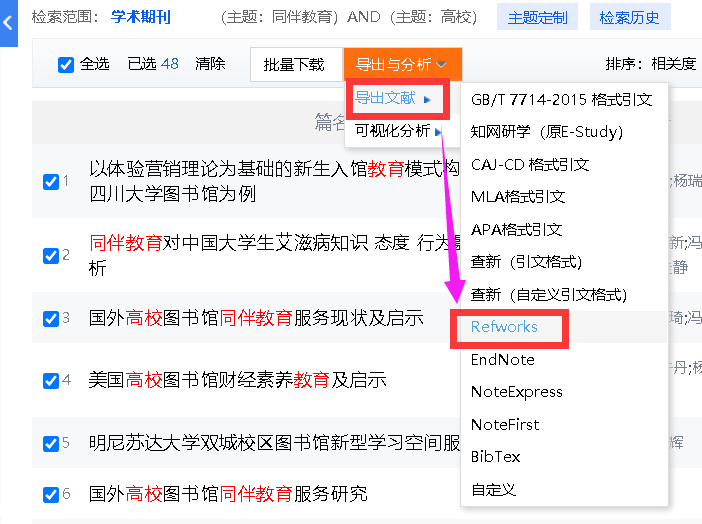 检索范围: 学术期刊 (主题: 同伴教育) AND (主题: 高校) 主题定制 检索历史
全选 已选 48 清除 批量下载 导出与分析 排序: 相关度
导出文献
可视化分析
GB/T 7714-2015 格式引文
知网研学（原E-Study）
CAJ-CD 格式引文
MLA格式引文
APA格式引文
查新（引文格式）
查新（自定义引文格式）
Refworks
EndNote
NoteExpress
NoteFirst
BibTex
自定义
篇名
1 以体验营销理论为基础的新生入馆教育模式构
四川大学图书馆为例
;杨瑞
2 同伴教育对中国大学生艾滋病知识 态度 行为
析
新;冯
静
3 国外高校图书馆同伴教育服务现状及启示
琦;冯
4 美国高校图书馆财经素养教育及启示
丹;杨
5 明尼苏达大学双城校区图书馆新型学习空间服
辉
6 国外高校图书馆同伴教育服务研究